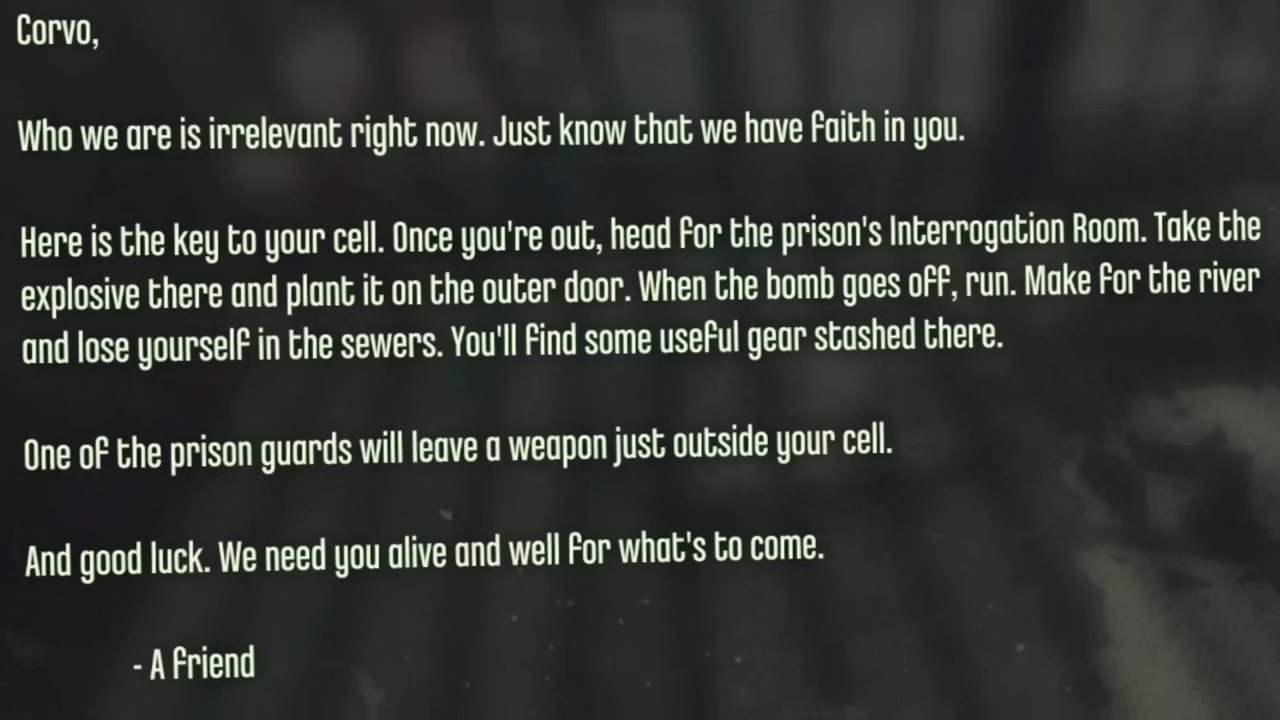 Corvo,
Who we are is irrelevant right now. Just know that we have faith in you.
Here is the key to your cell. Once you're out, head for the prison's Interrogation Room. Take the
explosive there and plant it on the outer door. When the bomb goes off, run. Make for the river
and lose yourself in the sewers. You'll find some useful gear stashed there.
One of the prison guards will leave a weapon just outside your cell.
And good luck. We need you alive and well for what's to come.
- A friend